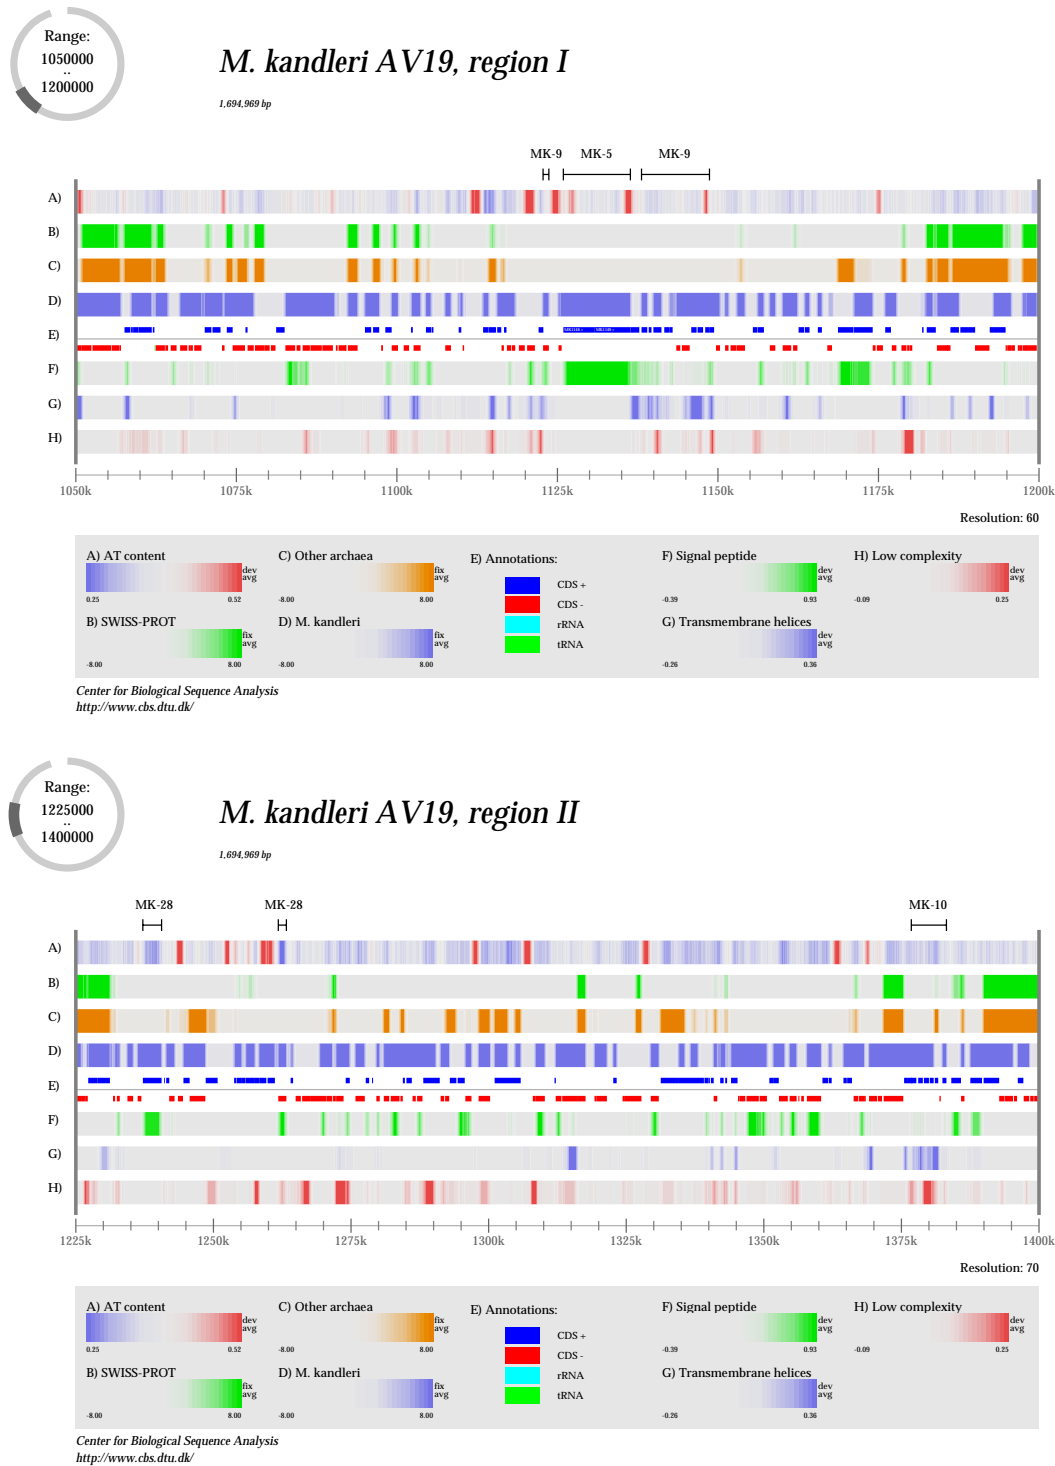 Range:
1050000
..
1200000
M. kandleri AV19, region I
1,694,969 bp
MK-9 MK-5 MK-9
A)
B)
C)
D)
E)
F)
G)
H)
1050k 1075k 1100k 1125k 1150k 1175k 1200k
Resolution: 60
A) AT content
dev
avg
0.25 0.52
B) SWISS-PROT
fix
avg
-8.00 8.00
C) Other archaea
fix
avg
-8.00 8.00
D) M. kandleri
fix
avg
-8.00 8.00
E) Annotations:
CDS +
CDS -
rRNA
tRNA
F) Signal peptide
dev
avg
-0.39 0.93
G) Transmembrane helices
dev
avg
-0.26 0.36
H) Low complexity
dev
avg
-0.09 0.25
Center for Biological Sequence Analysis
http://www.cbs.dtu.dk/
Range:
1225000
..
1400000
M. kandleri AV19, region II
1,694,969 bp
MK-28 MK-28 MK-10
A)
B)
C)
D)
E)
F)
G)
H)
1225k 1250k 1275k 1300k 1325k 1350k 1375k 1400k
Resolution: 70
A) AT content
dev
avg
0.25 0.52
B) SWISS-PROT
fix
avg
-8.00 8.00
C) Other archaea
fix
avg
-8.00 8.00
D) M. kandleri
fix
avg
-8.00 8.00
E) Annotations:
CDS +
CDS -
rRNA
tRNA
F) Signal peptide
dev
avg
-0.39 0.93
G) Transmembrane helices
dev
avg
-0.26 0.36
H) Low complexity
dev
avg
-0.09 0.25
Center for Biological Sequence Analysis
http://www.cbs.dtu.dk/